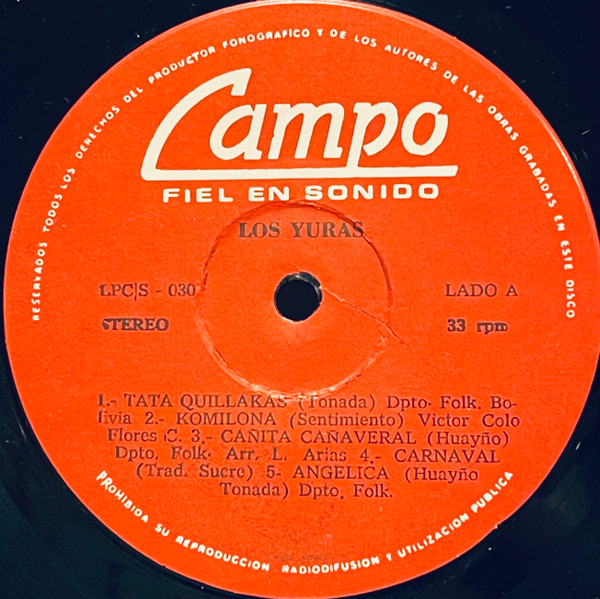 RESERVADOS TODOS LOS DERECHOS DEL PRODUCTOR FONOGRAFICO Y DE LOS AUTORES DE LAS OBRAS GRABADAS EN ESTE DISCO
Campo
FIEL EN SONIDO
LOS YURAS
LPC|S - 030 LADO A
STEREO 33 rpm
1.- TATA QUILLAKAS (Tonada) Dpto. Folk. Bo-
livia 2.- KOMILONA (Sentimiento) Victor Colo
Flores C. 3.- CAÑITA CAÑAVERAL (Huayño)
Dpto. Folk. Arr. L. Arias 4.- CARNAVAL
(Trad. Sucre) 5- ANGELICA (Huayño
Tonada) Dpto. Folk.
PROHIBIDA SU REPRODUCCION RADIODIFUSION Y UTILIZACION PUBLICA